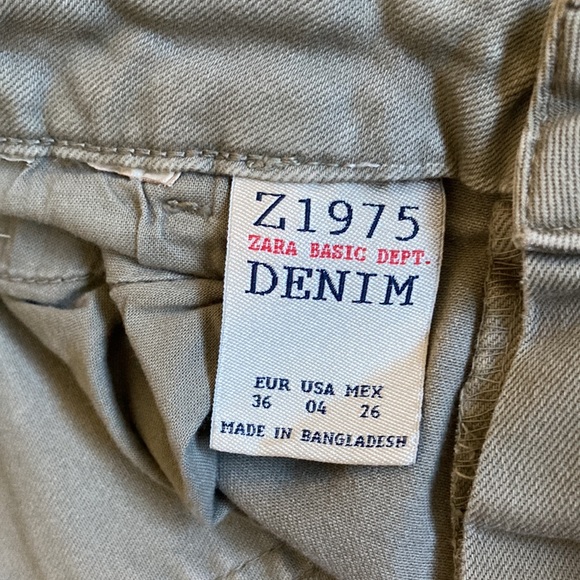 Z1975
ZARA BASIC DEPT.
DENIM
EUR USA MEX
36 04 26
MADE IN BANGLADESH